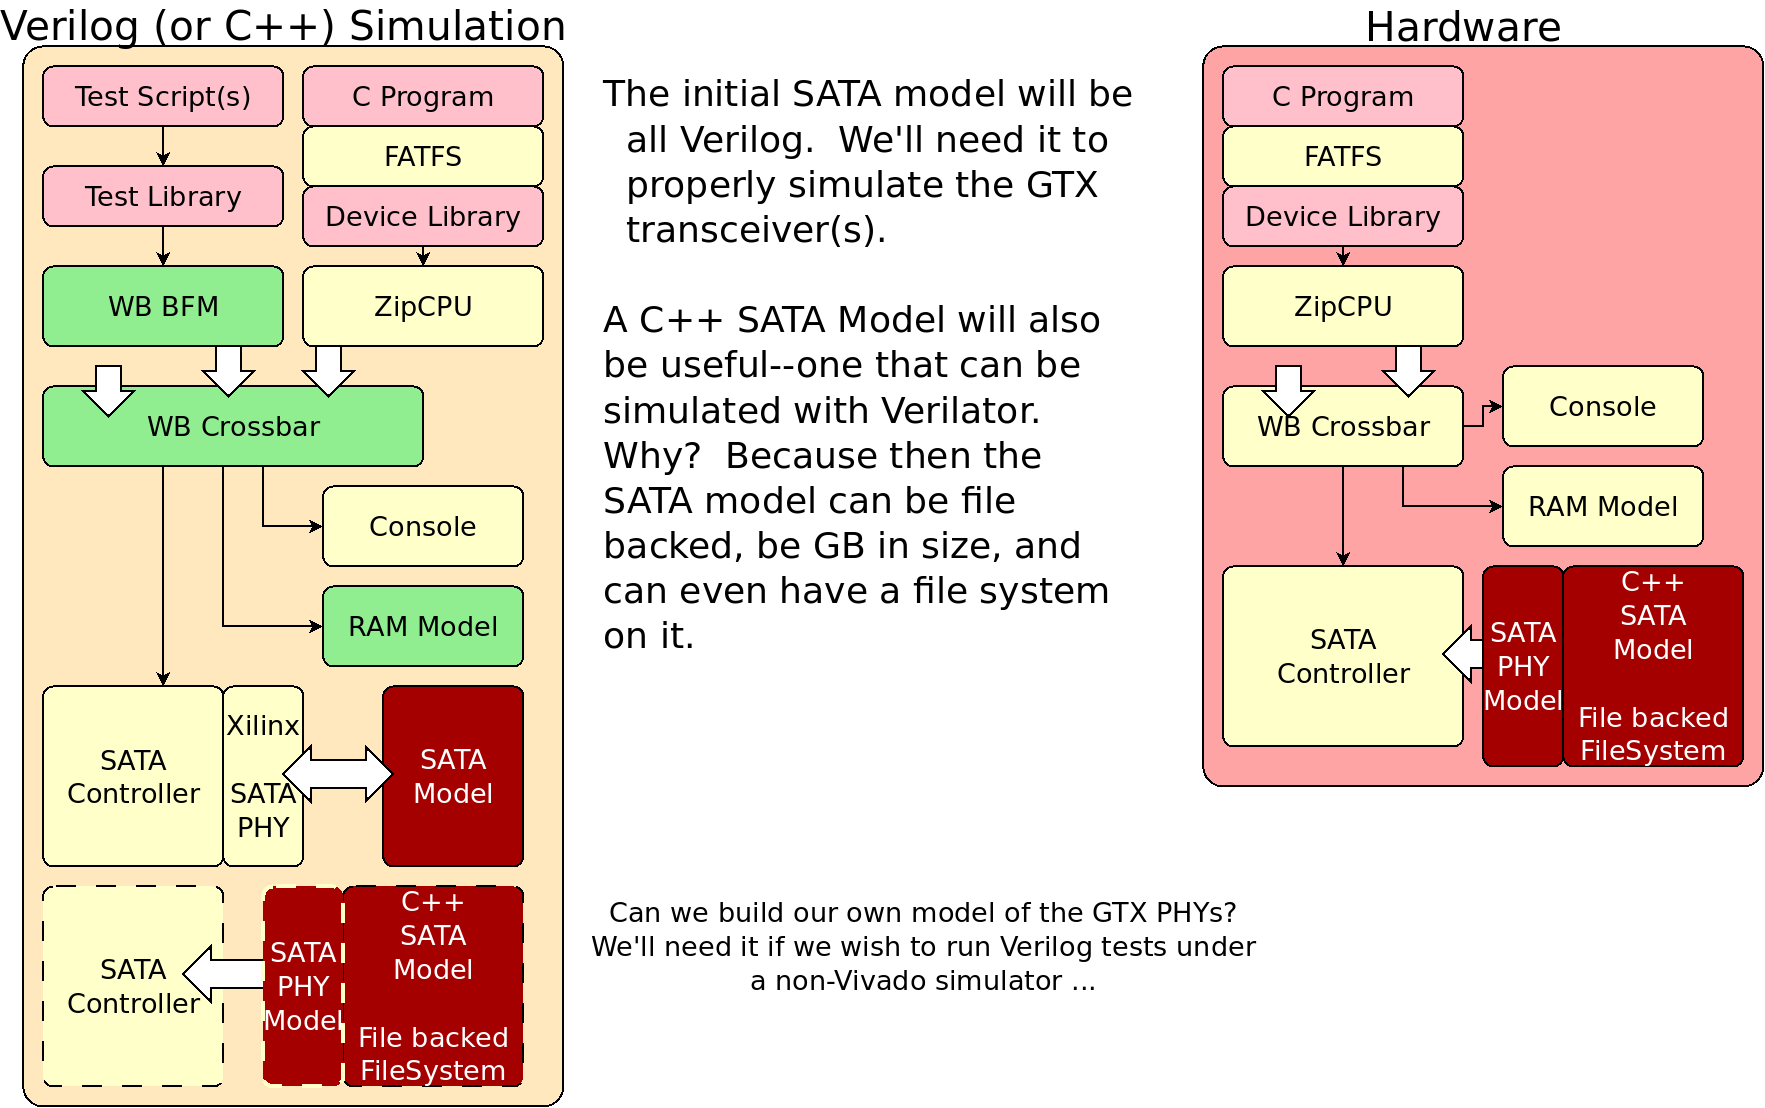 Verilog (or C++) Simulation
Test Script(s)
Test Library
WB BFM
C Program
FATFS
Device Library
ZipCPU
WB Crossbar
Console
RAM Model
SATA
Controller
Xilinx
SATA
PHY
SATA
Model
SATA
Controller
SATA
PHY
Model
C++
SATA
Model
File backed
FileSystem
The initial SATA model will be
all Verilog.  We'll need it to
properly simulate the GTX
transceiver(s).
A C++ SATA Model will also
be useful--one that can be
simulated with Verilator.
Why?  Because then the
SATA model can be file
backed, be GB in size, and
can even have a file system
on it.
Can we build our own model of the GTX PHYs?
We'll need it if we wish to run Verilog tests under
a non-Vivado simulator ...
Hardware
C Program
FATFS
Device Library
ZipCPU
WB Crossbar
Console
RAM Model
SATA
Controller
SATA
PHY
Model
C++
SATA
Model
File backed
FileSystem